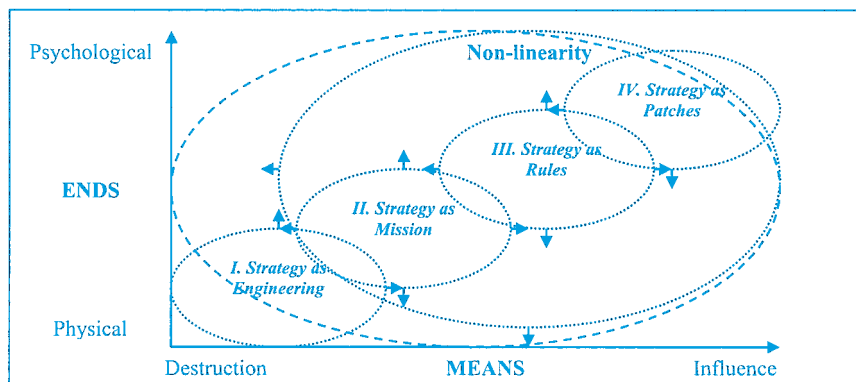 Psychological
Non-linearity
IV. Strategy as
Patches
III. Strategy as
Rules
ENDS
II. Strategy as
Mission
I. Strategy as
Engineering
Physical
Destruction
MEANS
Influence